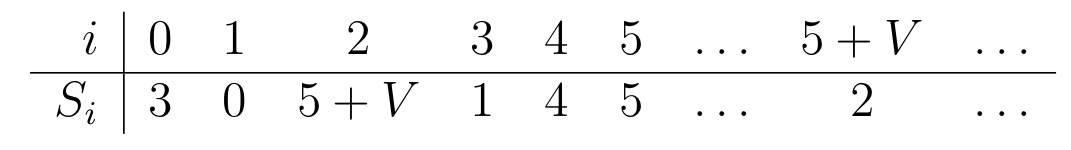 i 0 1 2 3 4 5 ... 5 + V ...
S_i 3 0 5 + V 1 4 5 ... 2 ...